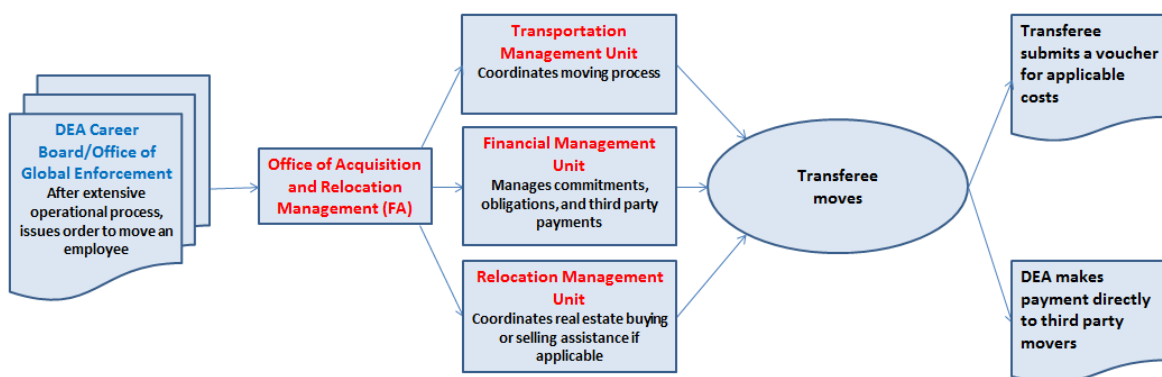 DEA Career
Board/Office of
Global Enforcement
After extensive
operational process,
issues order to move an
employee
Office of Acquisition
and Relocation
Management (FA)
Transportation
Management Unit
Coordinates moving process
Financial Management
Unit
Manages commitments,
obligations, and third party
payments
Relocation Management
Unit
Coordinates real estate buying
or selling assistance if
applicable
Transferee
moves
Transferee
submits a voucher
for applicable
costs
DEA makes
payment directly
to third party
movers